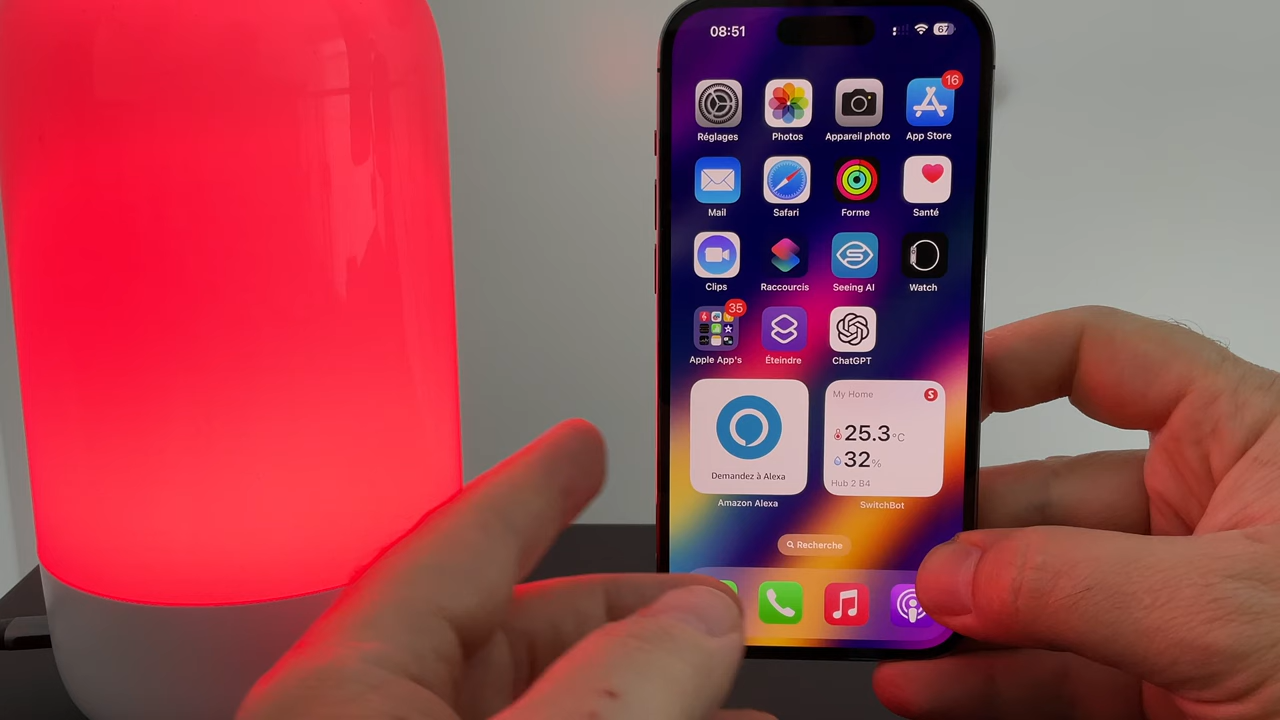 08:51
67
16
Réglages
Photos
Appareil photo
App Store
Mail
Safari
Forme
Santé
Clips
Raccourcis
Seeing AI
Watch
35
Apple App's
Éteindre
ChatGPT
Demandez à Alexa
Amazon Alexa
My Home
S
25.3°C
32%
Hub 2 B4
SwitchBot
Recherche